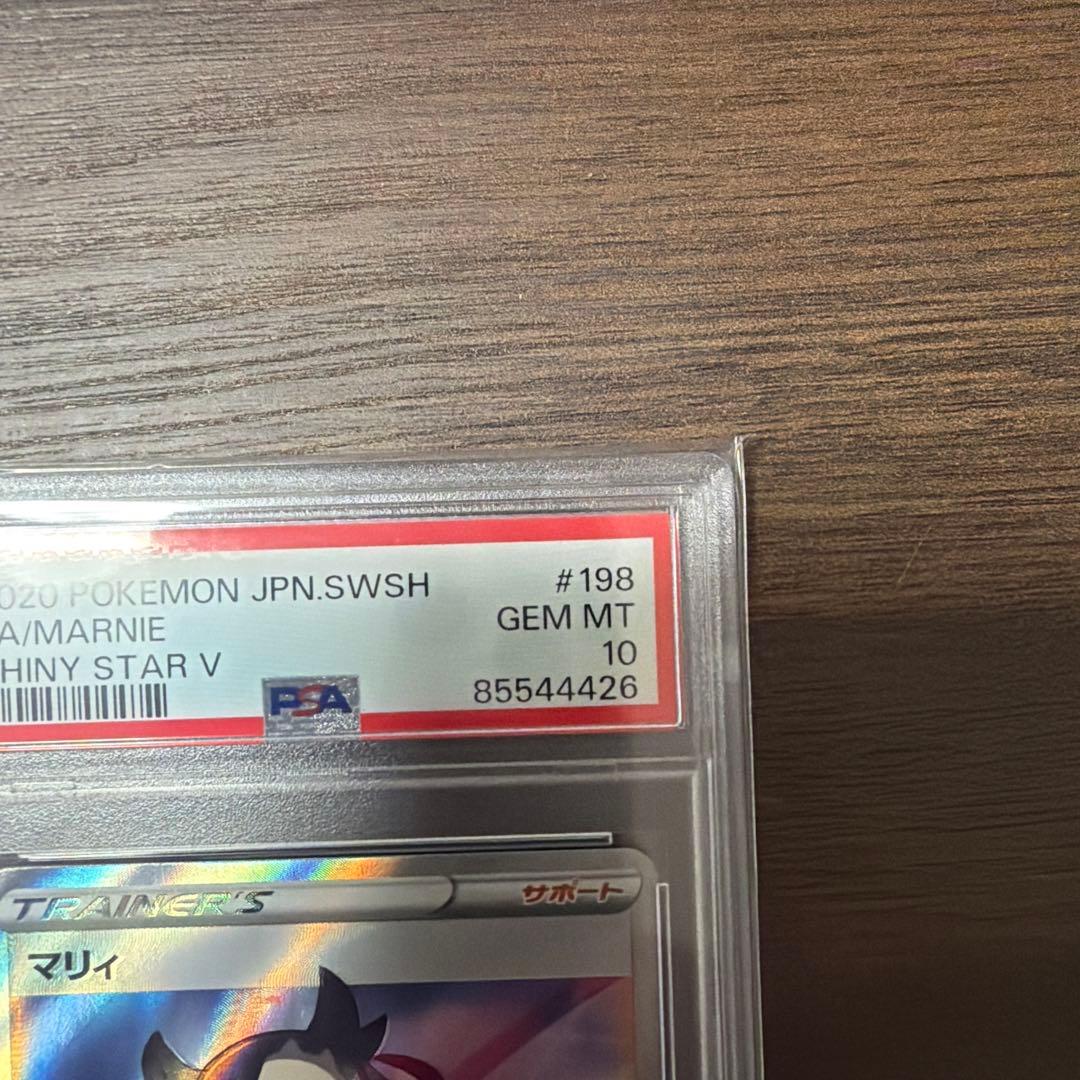 020 POKEMON JPN.SWSH #198
A/MARNIE GEM MT
HINY STAR V 10
PSA 85544426
TRAINER'S サポート
マリィ